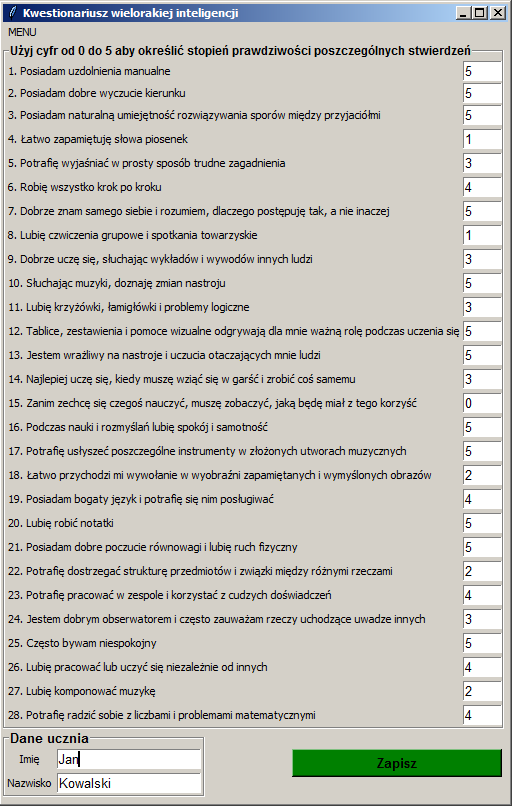 Kwestionariusz wielorakiej inteligencji
MENU
Użyj cyfr od 0 do 5 aby określić stopień prawdziwości poszczególnych stwierdzeń
1. Posiadam uzdolnienia manualne 5
2. Posiadam dobre wyczucie kierunku 5
3. Posiadam naturalną umiejętność rozwiązywania sporów między przyjaciółmi 5
4. Łatwo zapamiętuję słowa piosenek 1
5. Potrafię wyjaśniać w prosty sposób trudne zagadnienia 3
6. Robię wszystko krok po kroku 4
7. Dobrze znam samego siebie i rozumiem, dlaczego postępuję tak, a nie inaczej 5
8. Lubię czwiczenia grupowe i spotkania towarzyskie 1
9. Dobrze uczę się, słuchając wykładów i wywodów innych ludzi 3
10. Słuchając muzyki, doznaję zmian nastroju 5
11. Lubię krzyżówki, łamigłówki i problemy logiczne 3
12. Tablice, zestawienia i pomoce wizualne odgrywają dla mnie ważną rolę podczas uczenia się 5
13. Jestem wrażliwy na nastroje i uczucia otaczających mnie ludzi 5
14. Najlepiej uczę się, kiedy muszę wziąć się w garść i zrobić coś samemu 3
15. Zanim zechcę się czegoś nauczyć, muszę zobaczyć, jaką będę miał z tego korzyść 0
16. Podczas nauki i rozmyślań lubię spokój i samotność 5
17. Potrafię usłyszeć poszczególne instrumenty w złożonych utworach muzycznych 5
18. Łatwo przychodzi mi wywołanie w wyobraźni zapamiętanych i wymyślonych obrazów 2
19. Posiadam bogaty język i potrafię się nim posługiwać 4
20. Lubię robić notatki 5
21. Posiadam dobre poczucie równowagi i lubię ruch fizyczny 5
22. Potrafię dostrzegać strukturę przedmiotów i związki między różnymi rzeczami 2
23. Potrafię pracować w zespole i korzystać z cudzych doświadczeń 4
24. Jestem dobrym obserwatorem i często zauważam rzeczy uchodzące uwadze innych 3
25. Często bywam niespokojny 5
26. Lubię pracować lub uczyć się niezależnie od innych 4
27. Lubię komponować muzykę 2
28. Potrafię radzić sobie z liczbami i problemami matematycznymi 4
Dane ucznia
Imię Jan
Nazwisko Kowalski
Zapisz